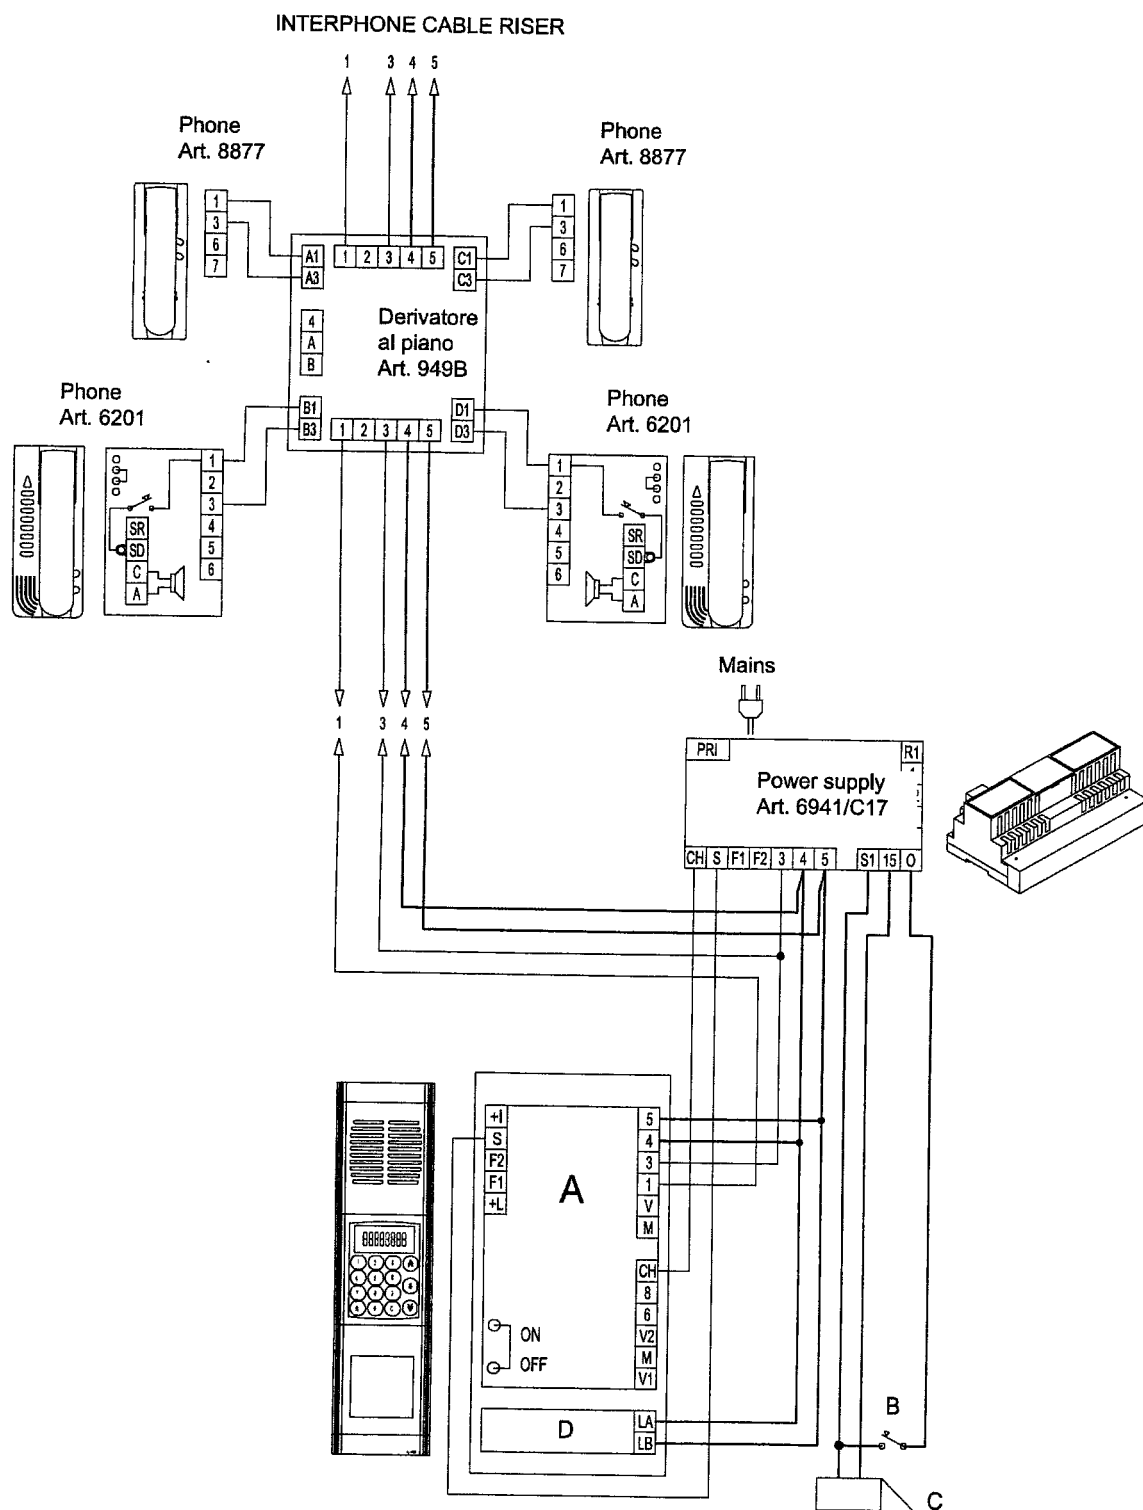 INTERPHONE CABLE RISER
1 3 4 5
Phone
Art. 8877
Phone
Art. 8877
1
3
6
7
1
3
6
7
A1
A3
1 2 3 4 5
C1
C3
4
A
B
Derivatore
al piano
Art. 949B
Phone
Art. 6201
Phone
Art. 6201
B1
B3
1 2 3 4 5
D1
D3
1
2
3
4
5
6
SR
SD
C
A
1
2
3
4
5
6
SR
SD
C
A
Mains
1 3 4 5
PRI
R1
Power supply
Art. 6941/C17
CH S F1 F2 3 4 5 S1 15 O
+I
S
F2
F1
+L
A
5
4
3
1
V
M
CH
8
6
V2
M
V1
ON
OFF
D
LA
LB
B
C